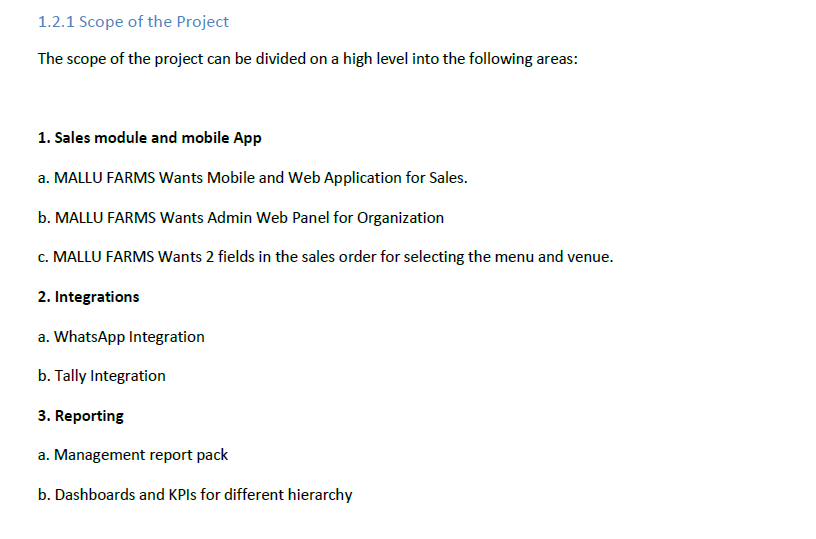 1.2.1 Scope of the Project
The scope of the project can be divided on a high level into the following areas:
1. Sales module and mobile App
a. MALLU FARMS Wants Mobile and Web Application for Sales.
b. MALLU FARMS Wants Admin Web Panel for Organization
c. MALLU FARMS Wants 2 fields in the sales order for selecting the menu and venue.
2. Integrations
a. WhatsApp Integration
b. Tally Integration
3. Reporting
a. Management report pack
b. Dashboards and KPIs for different hierarchy